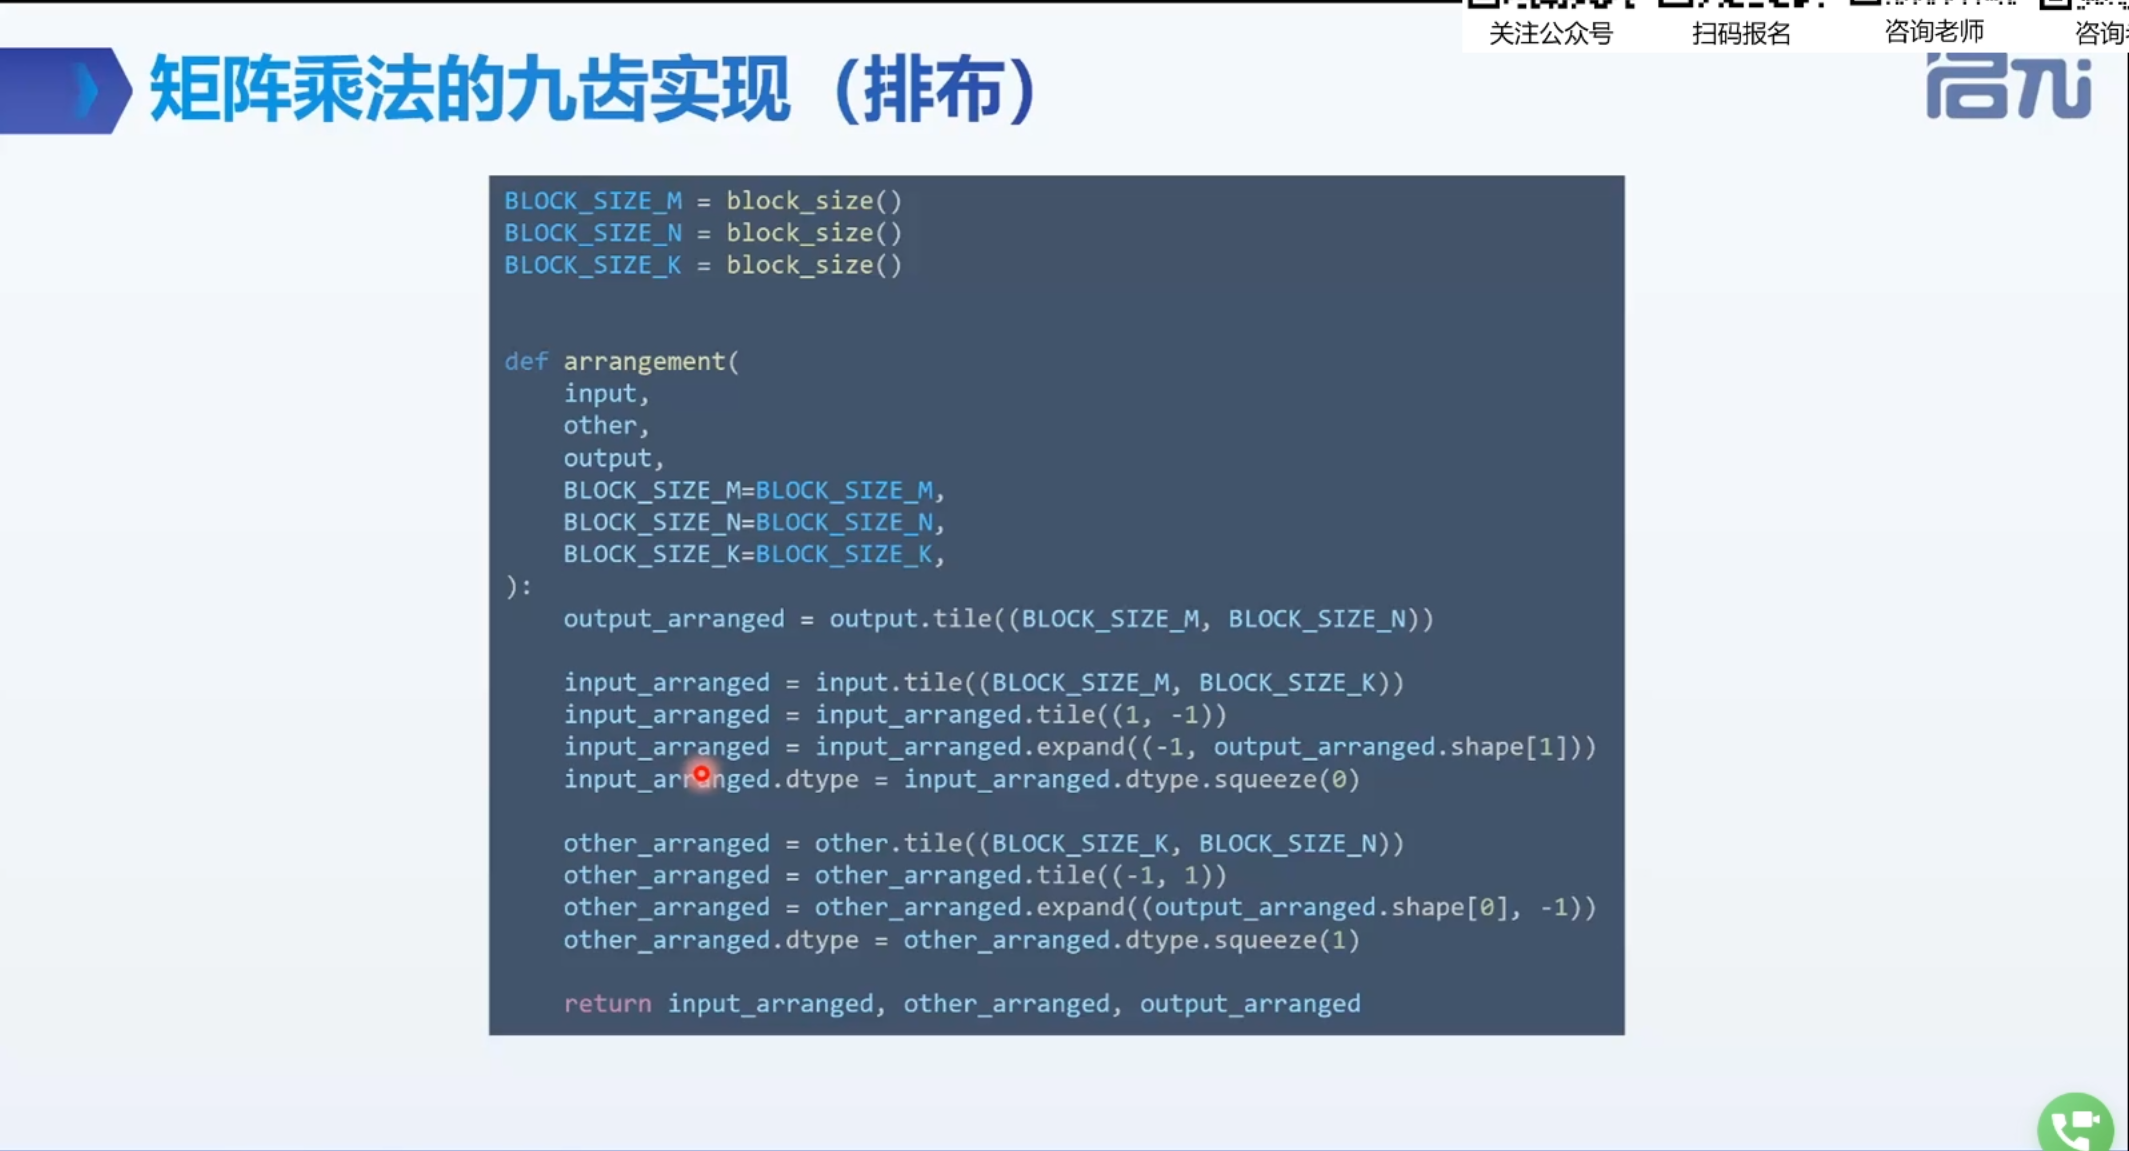 关注公众号
扫码报名
咨询老师
咨询
矩阵乘法的九齿实现（排布）
启元
BLOCK_SIZE_M = block_size()
BLOCK_SIZE_N = block_size()
BLOCK_SIZE_K = block_size()
def arrangement(
    input,
    other,
    output,
    BLOCK_SIZE_M=BLOCK_SIZE_M,
    BLOCK_SIZE_N=BLOCK_SIZE_N,
    BLOCK_SIZE_K=BLOCK_SIZE_K,
):
    output_arranged = output.tile((BLOCK_SIZE_M, BLOCK_SIZE_N))
    input_arranged = input.tile((BLOCK_SIZE_M, BLOCK_SIZE_K))
    input_arranged = input_arranged.tile((1, -1))
    input_arranged = input_arranged.expand((-1, output_arranged.shape[1]))
    input_arranged.dtype = input_arranged.dtype.squeeze(0)
    other_arranged = other.tile((BLOCK_SIZE_K, BLOCK_SIZE_N))
    other_arranged = other_arranged.tile((-1, 1))
    other_arranged = other_arranged.expand((output_arranged.shape[0], -1))
    other_arranged.dtype = other_arranged.dtype.squeeze(1)
    return input_arranged, other_arranged, output_arranged